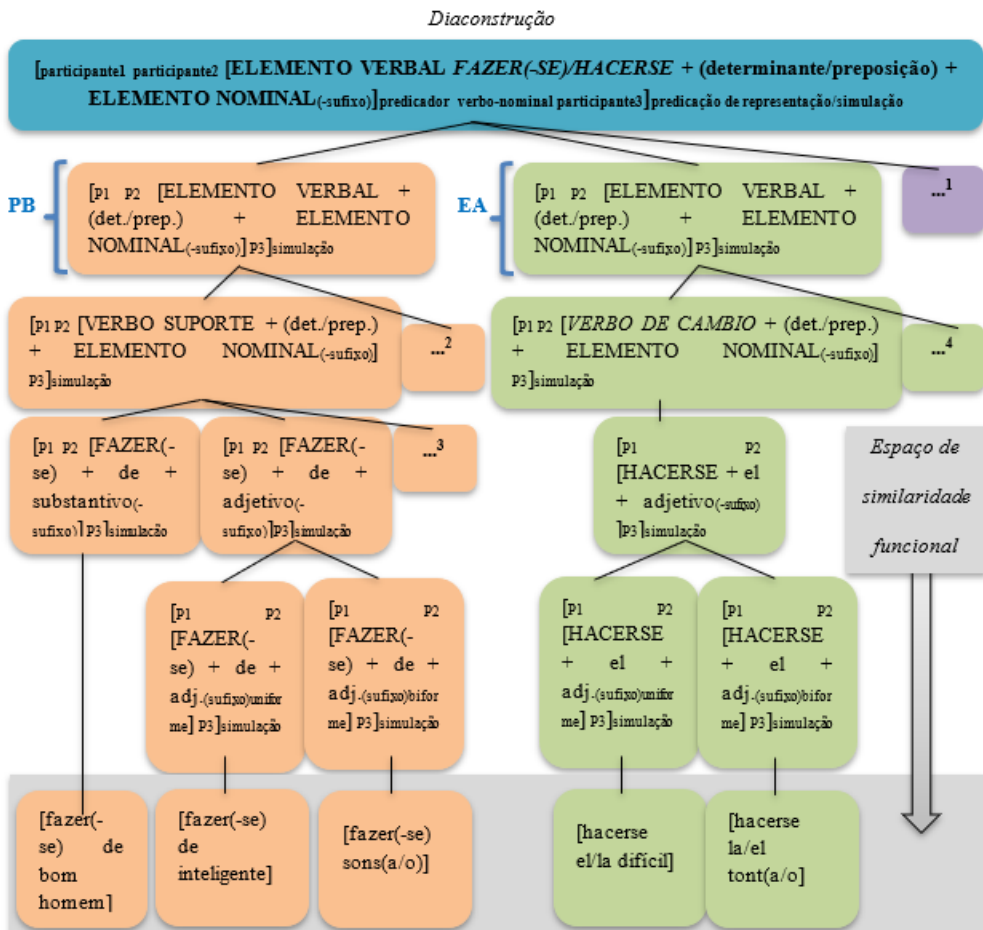 Diaconstrução
[participante1 participante2 [ELEMENTO VERBAL FAZER(-SE)/HACERSE + (determinante/preposição) +
ELEMENTO NOMINAL(-sufixo)]predicador verbo-nominal participante3]predicação de representação/simulação
PB
[P1 P2 [ELEMENTO VERBAL +
(det./prep.) + ELEMENTO
NOMINAL(-sufixo)]P3]simulação
EA
[P1 P2 [ELEMENTO VERBAL +
(det./prep.) + ELEMENTO
NOMINAL(-sufixo)]P3]simulação
...1
[P1 P2 [VERBO SUPORTE + (det./prep.)
+ ELEMENTO NOMINAL(-sufixo)]
P3]simulação
...2
[P1 P2 [VERBO DE CAMBIO + (det./prep.)
+ ELEMENTO NOMINAL(-sufixo)]
P3]simulação
...4
[P1 P2 [FAZER(-
se) + de +
substantivo(-
sufixo)]P3]simulação
[P1 P2 [FAZER(-
se) + de +
adjetivo(-
sufixo]P3]simulação
...3
[P1 P2
[HACERSE + el
+ adjetivo(-sufixo)
]P3]simulação
Espaço de
similaridade
funcional
[P1 P2
[FAZER(-
se) + de +
adj.(sufixo)unifor
me] P3]simulação
[P1 P2
[FAZER(-
se) + de +
adj.(sufixo)bifor
me] P3]simulação
[P1 P2
[HACERSE
+ el +
adj.(sufixo)unifor
me] P3]simulação
[P1 P2
[HACERSE
+ el +
adj.(sufixo)bifor
me] P3]simulação
[fazer(-
se) de
bom
homem]
[fazer(-se)
de
inteligente]
[fazer(-se)
sons(a/o)]
[hacerse
el/la difícil]
[hacerse
la/el
tont(a/o]